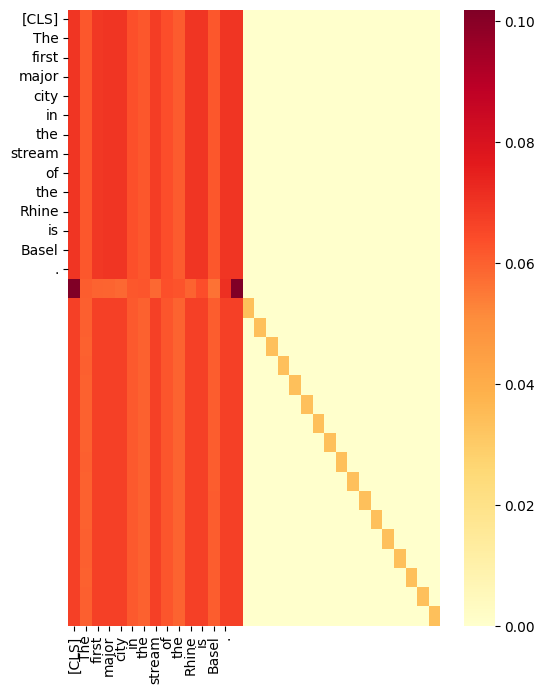 [CLS]
The
first
major
city
in
the
stream
of
the
Rhine
is
Basel
.
0.10
0.08
0.06
0.04
0.02
0.00
[CLS]
The
first
major
city
in
the
stream
of
the
Rhine
is
Basel
.